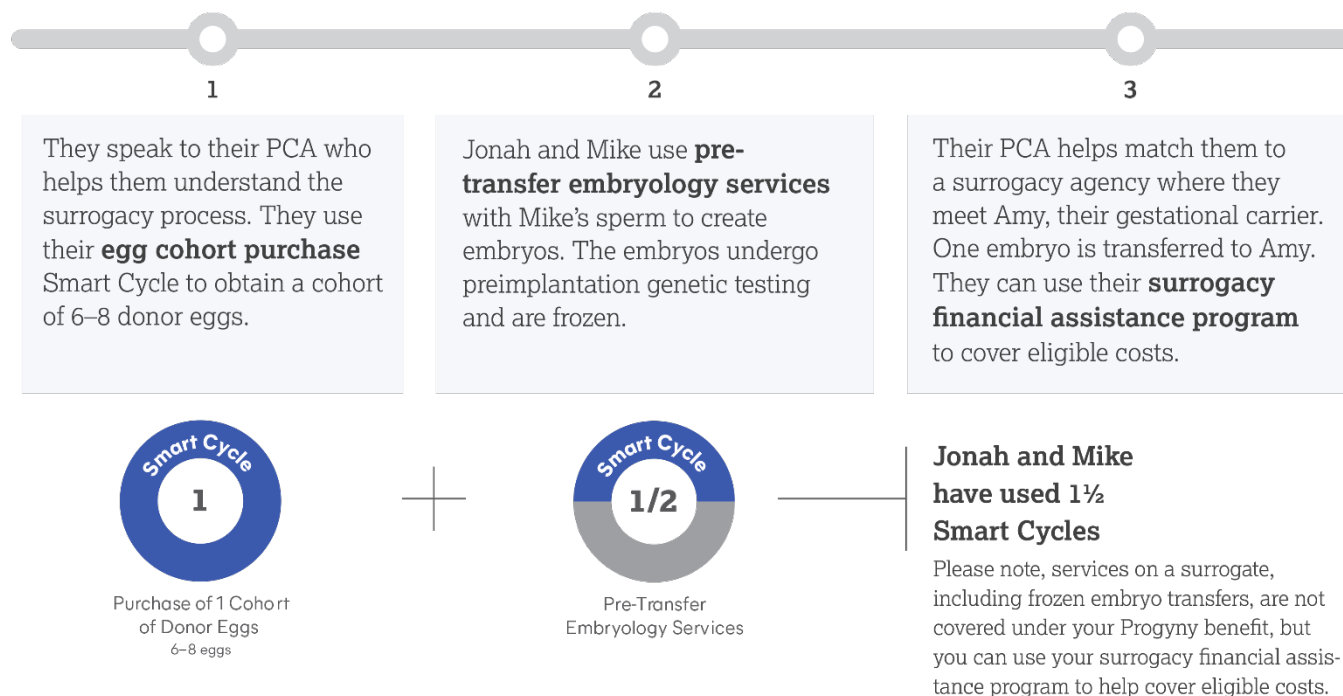 1
They speak to their PCA who
helps them understand the
surrogacy process. They use
their egg cohort purchase
Smart Cycle to obtain a cohort
of 6–8 donor eggs.
2
Jonah and Mike use pre-
transfer embryology services
with Mike's sperm to create
embryos. The embryos undergo
preimplantation genetic testing
and are frozen.
3
Their PCA helps match them to
a surrogacy agency where they
meet Amy, their gestational carrier.
One embryo is transferred to Amy.
They can use their surrogacy
financial assistance program
to cover eligible costs.
Smart Cycle
1
Purchase of 1 Cohort
of Donor Eggs
6–8 eggs
Smart Cycle
1/2
Pre-Transfer
Embryology Services
Jonah and Mike
have used 1½
Smart Cycles
Please note, services on a surrogate,
including frozen embryo transfers, are not
covered under your Progyny benefit, but
you can use your surrogacy financial assis-
tance program to help cover eligible costs.